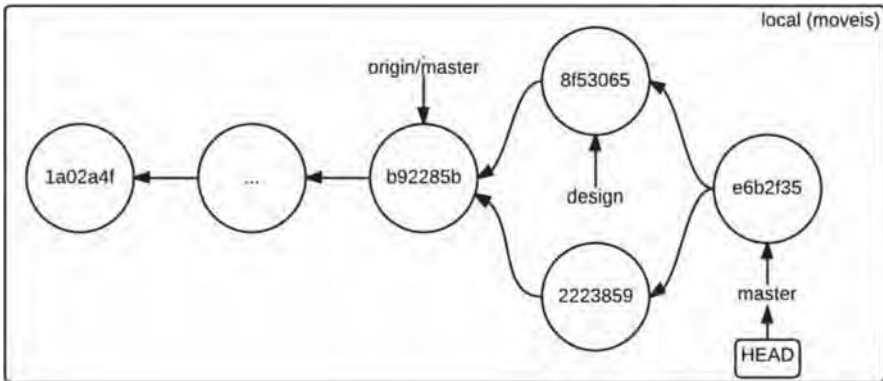 local (moveis)
origin/master
8f53065
1a02a4f
...
b92285b
e6b2f35
design
2223859
master
HEAD